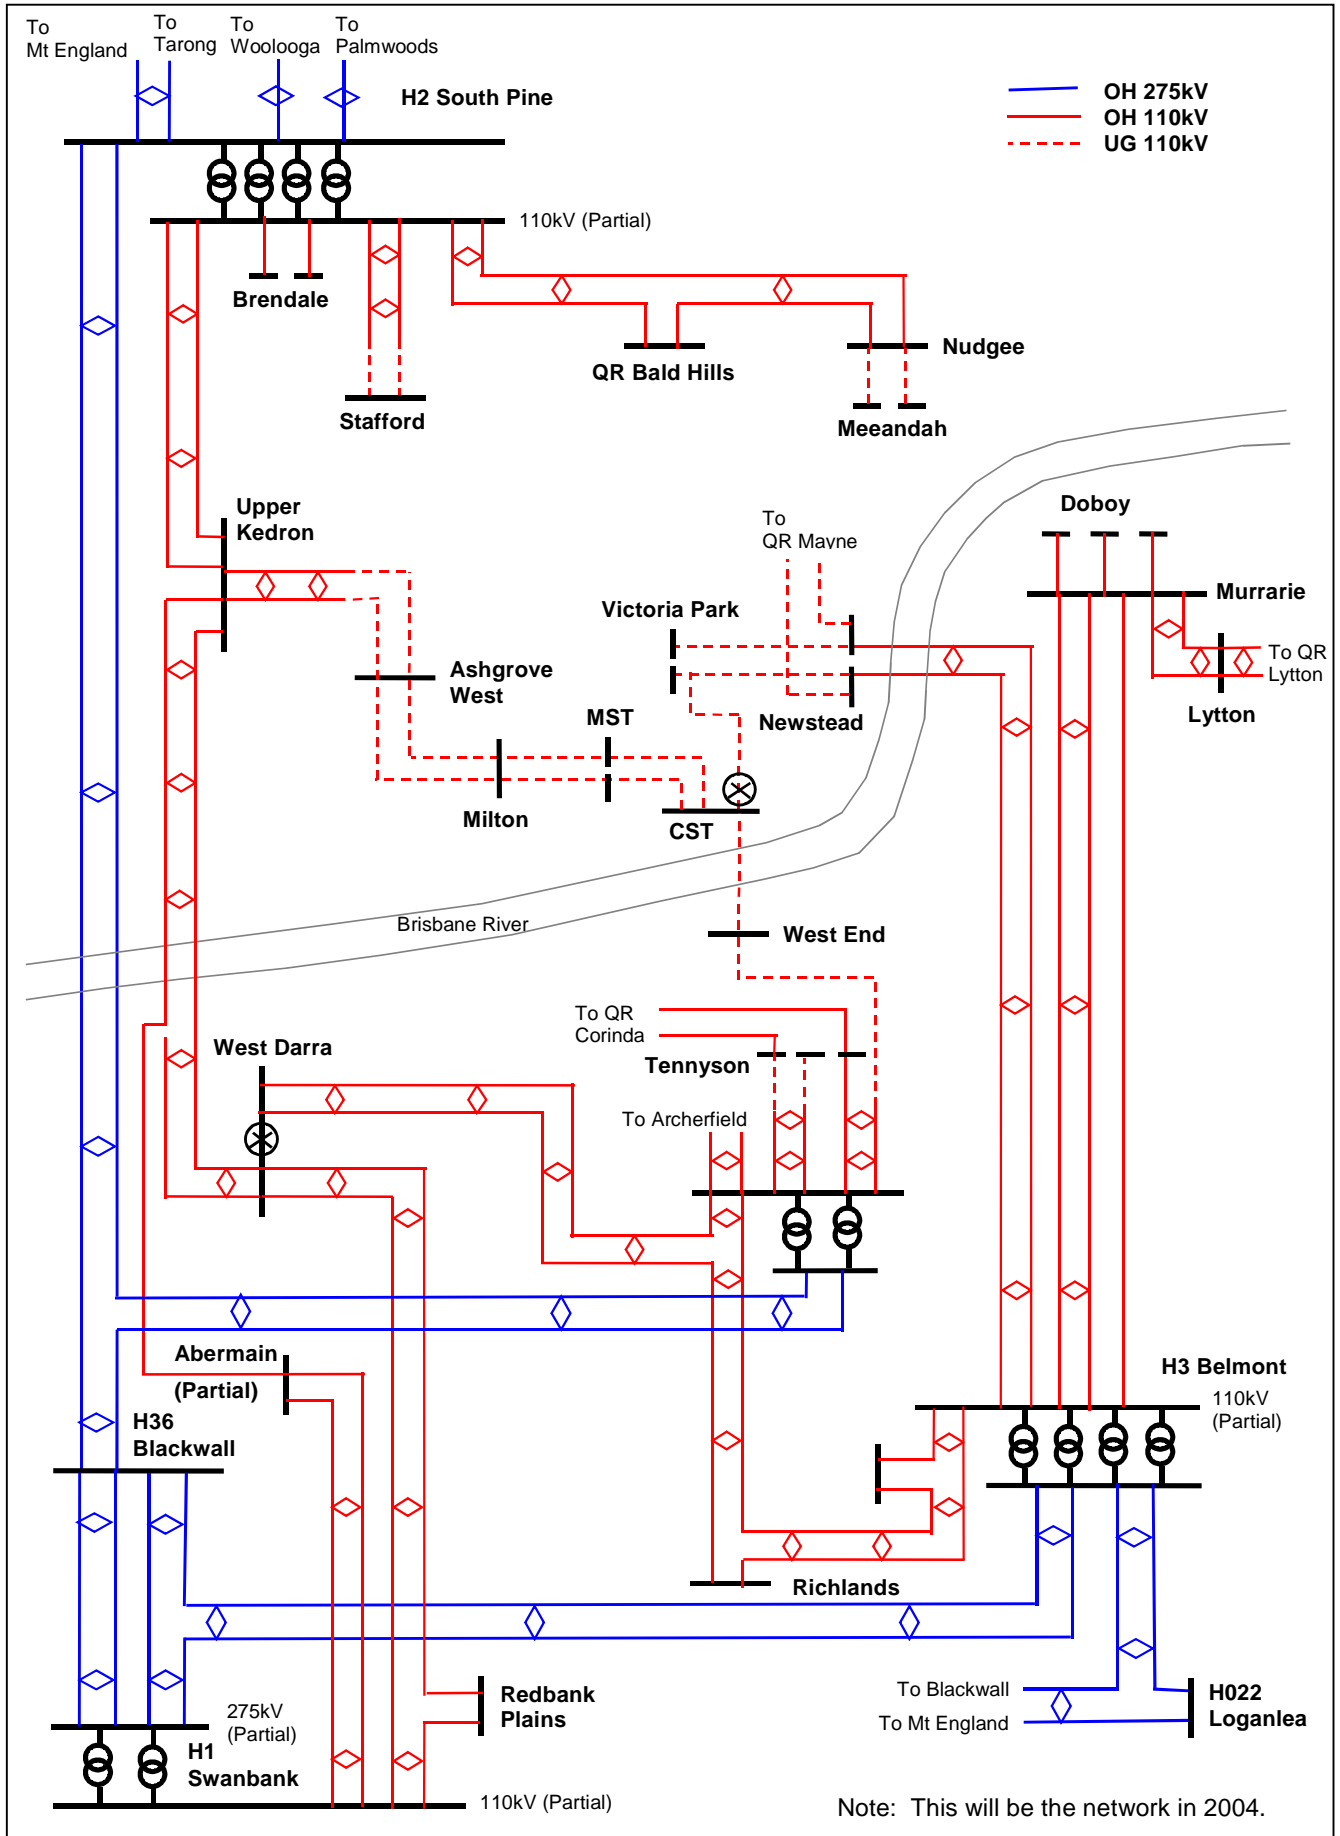 To
Mt England
To
Tarong
To
Woolooga
To
Palmwoods
H2 South Pine
OH 275kV
OH 110kV
UG 110kV
110kV (Partial)
Brendale
Stafford
QR Bald Hills
Nudgee
Meeandah
Upper
Kedron
To
QR Mayne
Doboy
Murrarie
Victoria Park
Ashgrove
West
MST
Newstead
To QR
Lytton
Lytton
Milton
CST
Brisbane River
West End
To QR
Corinda
West Darra
Tennyson
To Archerfield
Abermain
(Partial)
H3 Belmont
110kV
(Partial)
H36
Blackwall
Richlands
Redbank
Plains
To Blackwall
To Mt England
H022
Loganlea
275kV
(Partial)
H1
Swanbank
110kV (Partial)
Note: This will be the network in 2004.